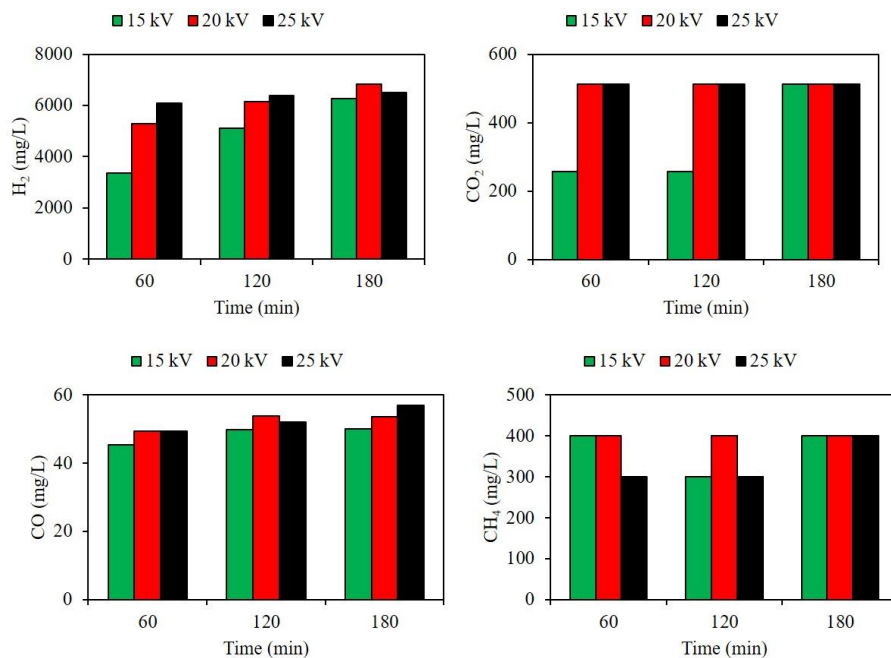 15 kV 20 kV 25 kV
H₂ (mg/L)
8000
6000
4000
2000
0
60 120 180
Time (min)
15 kV 20 kV 25 kV
CO₂ (mg/L)
600
400
200
0
60 120 180
Time (min)
15 kV 20 kV 25 kV
CO (mg/L)
60
40
20
0
60 120 180
Time (min)
15 kV 20 kV 25 kV
CH₄ (mg/L)
500
400
300
200
100
0
60 120 180
Time (min)